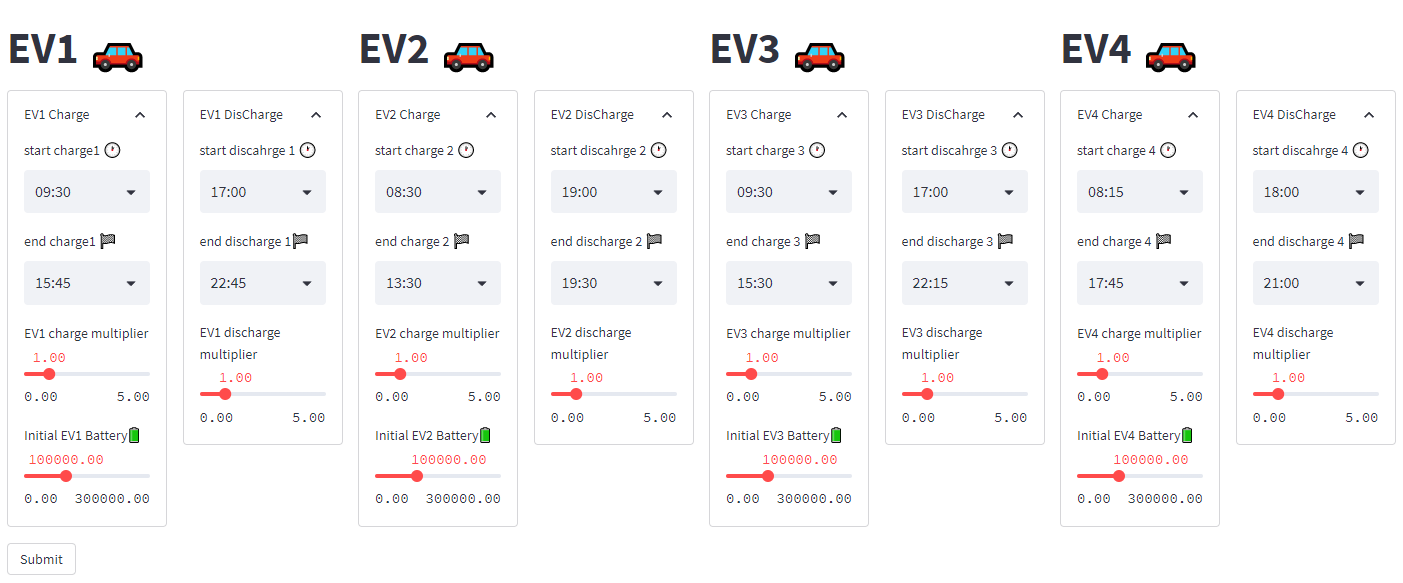 EV1
EV1 Charge
start charge1
09:30
end charge1
15:45
EV1 charge multiplier
1.00
0.00 5.00
Initial EV1 Battery
100000.00
0.00 300000.00
EV1 DisCharge
start discahrge 1
17:00
end discharge 1
22:45
EV1 discharge
multiplier
1.00
0.00 5.00
EV2
EV2 Charge
start charge 2
08:30
end charge 2
13:30
EV2 charge multiplier
1.00
0.00 5.00
Initial EV2 Battery
100000.00
0.00 300000.00
EV2 DisCharge
start discahrge 2
19:00
end discharge 2
19:30
EV2 discharge
multiplier
1.00
0.00 5.00
EV3
EV3 Charge
start charge 3
09:30
end charge 3
15:30
EV3 charge multiplier
1.00
0.00 5.00
Initial EV3 Battery
100000.00
0.00 300000.00
EV3 DisCharge
start discahrge 3
17:00
end discharge 3
22:15
EV3 discharge
multiplier
1.00
0.00 5.00
EV4
EV4 Charge
start charge 4
08:15
end charge 4
17:45
EV4 charge multiplier
1.00
0.00 5.00
Initial EV4 Battery
100000.00
0.00 300000.00
EV4 DisCharge
start discahrge 4
18:00
end discharge 4
21:00
EV4 discharge
multiplier
1.00
0.00 5.00
Submit